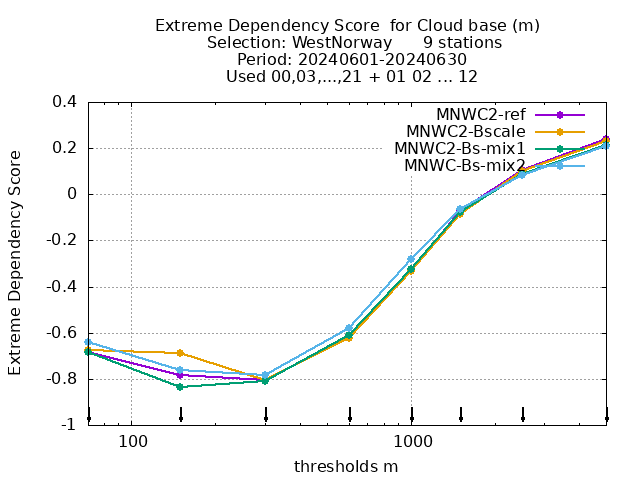 Extreme Dependency Score  for Cloud base (m)
Selection: WestNorway      9 stations
Period: 20240601-20240630
Used 00,03,...,21 + 01 02 ... 12
Extreme Dependency Score
0.4
0.2
0
-0.2
-0.4
-0.6
-0.8
-1
MNWC2-ref
MNWC2-Bscale
MNWC2-Bs-mix1
MNWC-Bs-mix2
100
1000
thresholds m